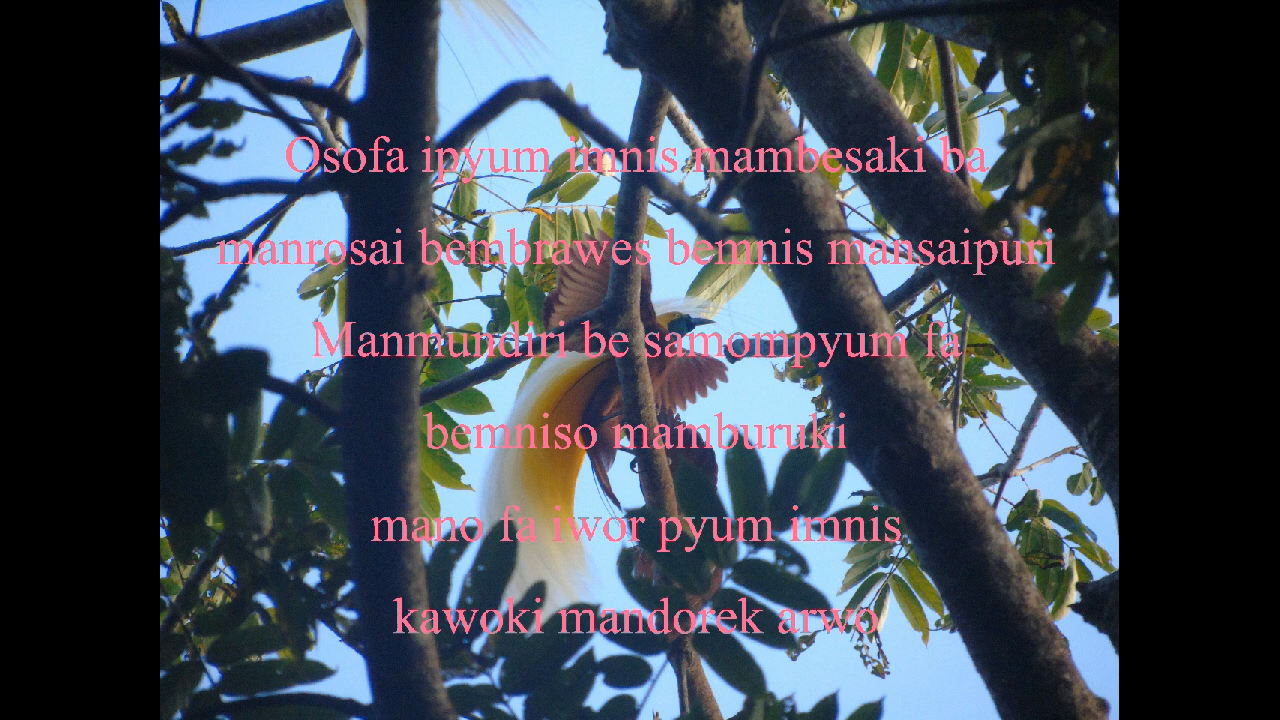 Osofa ipyum imnis mambesaki ba
manrosai bembrawes bemnis mansaipuri
Manmundiri be samompyum fa
bemniso mamburuki
mano fa iwor pyum imnis
kawoki mandorek arwo